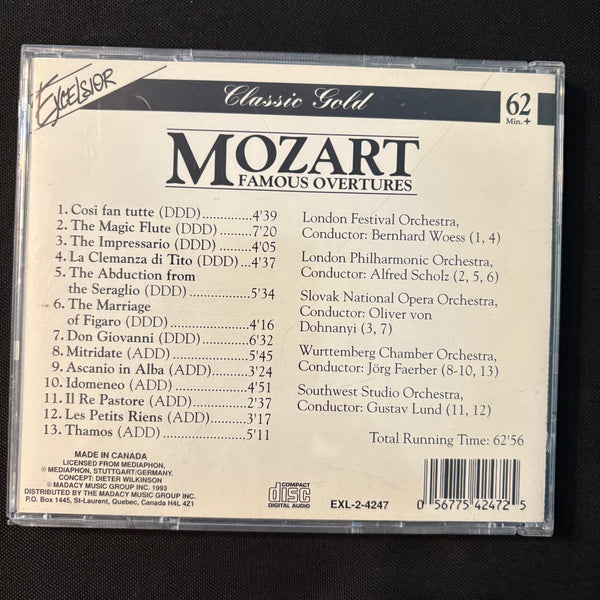 Excelsior
Classic Gold
62
Min. +
MOZART
FAMOUS OVERTURES
1. Cosi fan tutte (DDD)..............4'39
2. The Magic Flute (DDD) .........7'20
3. The Impressario (DDD) ........4'05
4. La Clemanza di Tito (DDD)...4'37
5. The Abduction from
the Seraglio (DDD)................5'34
6. The Marriage
of Figaro (DDD).....................4'16
7. Don Giovanni (DDD)............6'32
8. Mitridate (ADD) ....................5'45
9. Ascanio in Alba (ADD)..........3'24
10. Idomeneo (ADD) ..................4'51
11. Il Re Pastore (ADD)...............2'37
12. Les Petits Riens (ADD) .........3'17
13. Thamos (ADD) ......................5'11
London Festival Orchestra,
Conductor: Bernhard Woess (1, 4)
London Philharmonic Orchestra,
Conductor: Alfred Scholz (2, 5, 6)
Slovak National Opera Orchestra,
Conductor: Oliver von
Dohnanyi (3, 7)
Wurttemberg Chamber Orchestra,
Conductor: Jörg Faerber (8-10, 13)
Southwest Studio Orchestra,
Conductor: Gustav Lund (11, 12)
Total Running Time: 62'56
MADE IN CANADA
LICENSED FROM MEDIAPHON,
℗ MEDIAPHON, STUTTGART/GERMANY.
CONCEPT: DIETER WILKINSON
© MADACY MUSIC GROUP INC. 1993
DISTRIBUTED BY THE MADACY MUSIC GROUP INC.
P.O. Box 1445, St-Laurent, Quebec, Canada H4L 4Z1
COMPACT
disc
DIGITAL AUDIO
EXL-2-4247
0 56775 42472 5